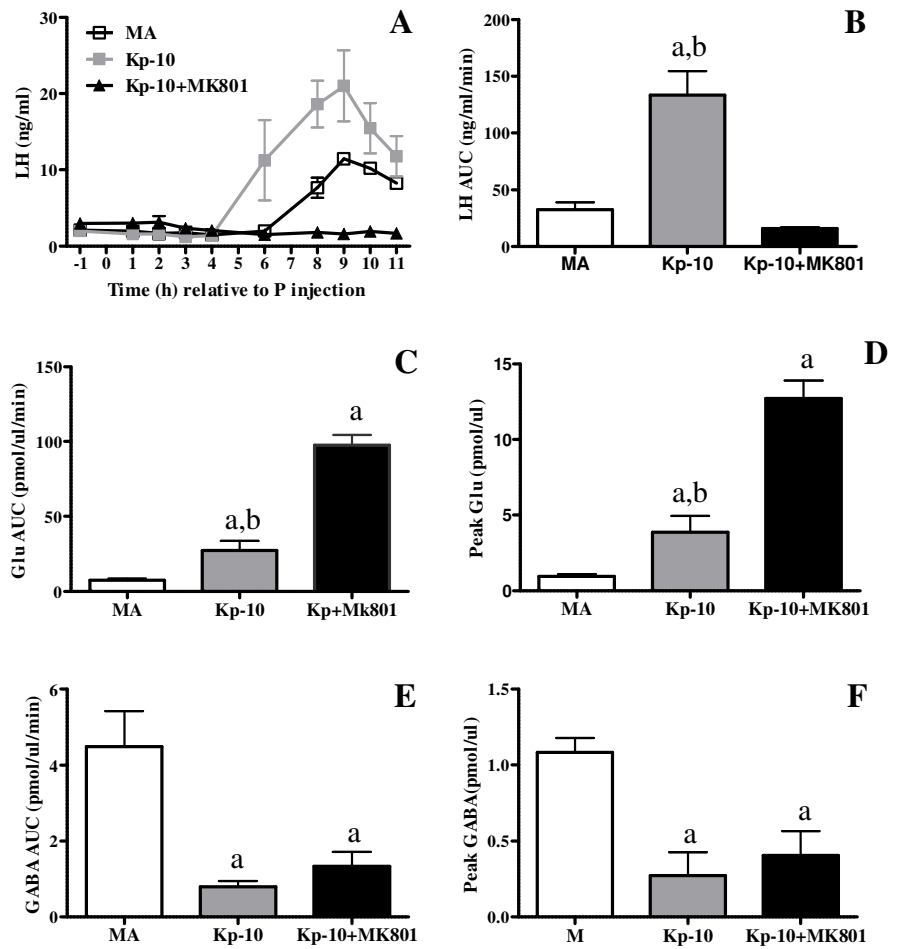 A
30
20
10
0
LH (ng/ml)
MA
Kp-10
Kp-10+MK801
-1 0 1 2 3 4 5 6 7 8 9 10 11
Time (h) relative to P injection
B
200
150
100
50
0
LH AUC (ng/ml/min)
a,b
MA Kp-10 Kp-10+MK801
C
150
100
50
0
Glu AUC (pmol/ul/min)
a,b
a
MA Kp-10 Kp+Mk801
D
15
10
5
0
Peak Glu (pmol/ul)
a,b
a
MA Kp-10 Kp-10+MK801
E
6
4
2
0
GABA AUC (pmol/ul/min)
a
a
MA Kp-10 Kp-10+MK801
F
1.5
1.0
0.5
0.0
Peak GABA(pmol/ul)
a
a
M Kp-10 Kp-10+MK801